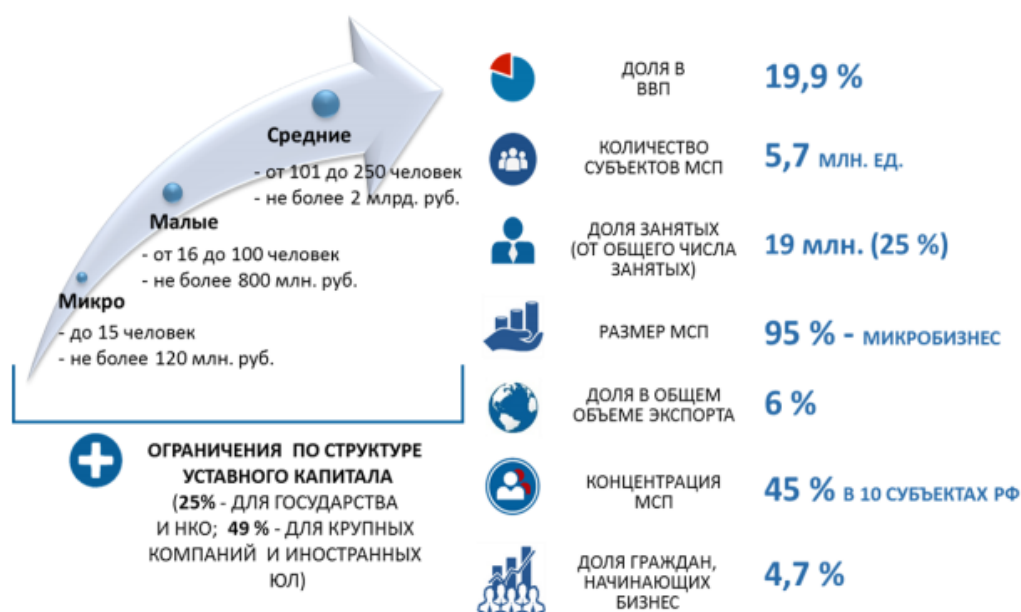 Средние
- от 101 до 250 человек
- не более 2 млрд. руб.
Малые
- от 16 до 100 человек
- не более 800 млн. руб.
Микро
- до 15 человек
- не более 120 млн. руб.
ОГРАНИЧЕНИЯ ПО СТРУКТУРЕ
УСТАВНОГО КАПИТАЛА
(25% - ДЛЯ ГОСУДАРСТВА
И НКО; 49 % - ДЛЯ КРУПНЫХ
КОМПАНИЙ И ИНОСТРАННЫХ
ЮЛ)
ДОЛЯ В
ВВП
19,9 %
КОЛИЧЕСТВО
СУБЪЕКТОВ МСП
5,7 МЛН. ЕД.
ДОЛЯ ЗАНЯТЫХ
(ОТ ОБЩЕГО ЧИСЛА
ЗАНЯТЫХ)
19 млн. (25 %)
РАЗМЕР МСП
95 % - МИКРОБИЗНЕС
ДОЛЯ В ОБЩЕМ
ОБЪЕМЕ ЭКСПОРТА
6 %
КОНЦЕНТРАЦИЯ
МСП
45 % В 10 СУБЪЕКТАХ РФ
ДОЛЯ ГРАЖДАН,
НАЧИНАЮЩИХ
БИЗНЕС
4,7 %